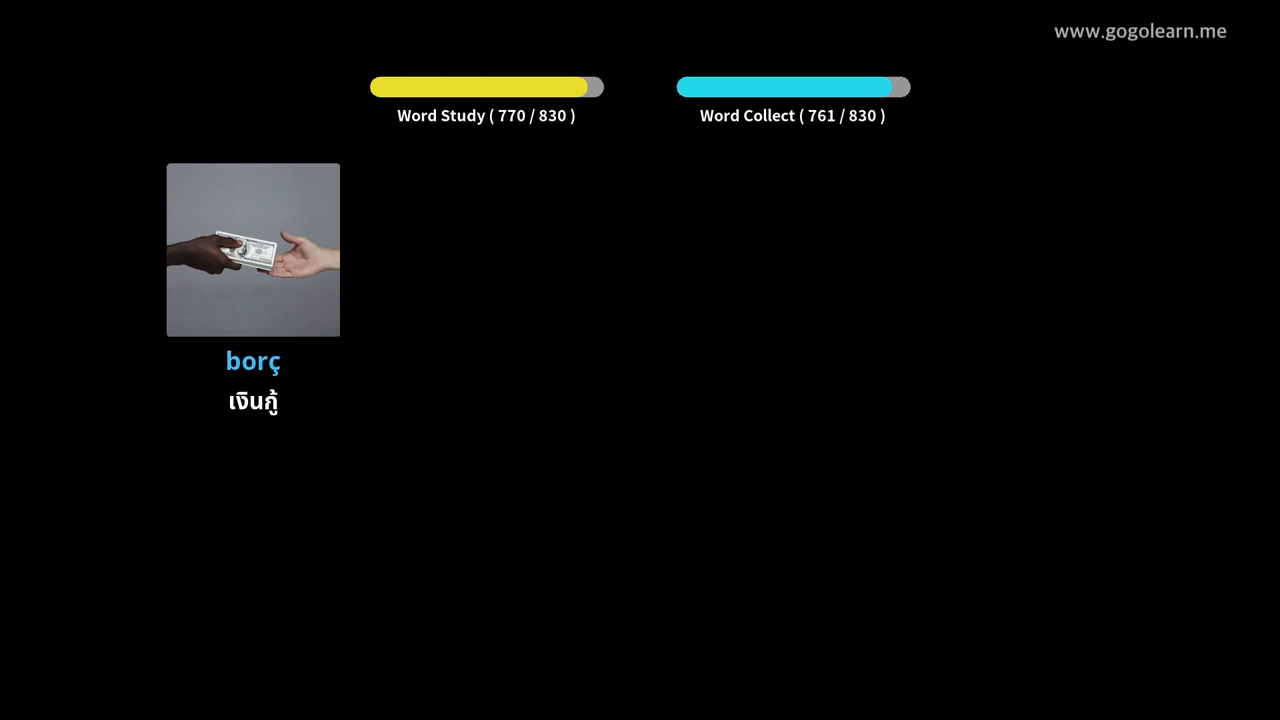 www.gogolearn.me
Word Study ( 770 / 830 )
Word Collect ( 761 / 830 )
borç
เงินกู้